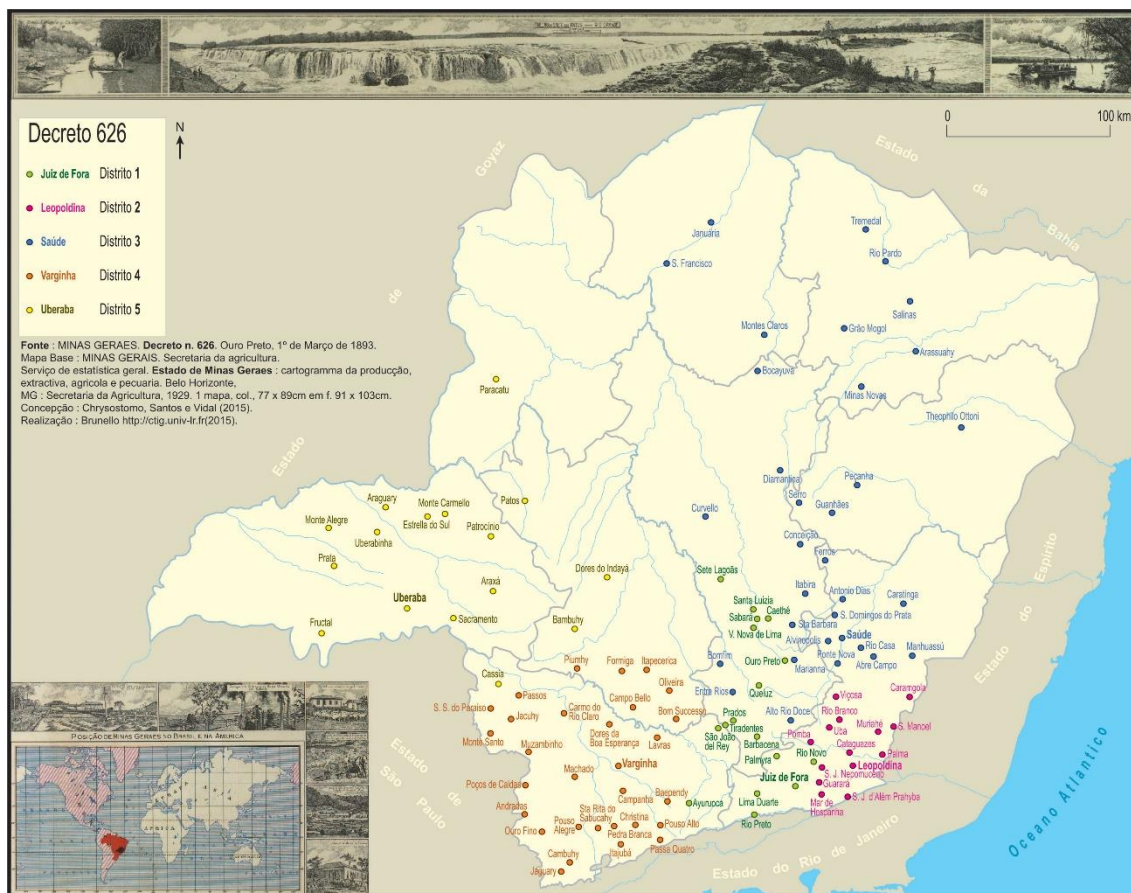 Decreto 626
N
Juiz de Fora Distrito 1
Leopoldina Distrito 2
Saúde Distrito 3
Varginha Distrito 4
Uberaba Distrito 5
Fonte : MINAS GERAES. Decreto n. 626. Ouro Preto, 1º de Março de 1893.
Mapa Base : MINAS GERAIS. Secretaria da agricultura.
Serviço de estatística geral. Estado de Minas Geraes : cartogramma da producção,
extractiva, agricola e pecuaria. Belo Horizonte,
MG : Secretaria da Agricultura, 1929. 1 mapa, col., 77 x 89cm em f. 91 x 103cm.
Concepção : Chrysostomo, Santos e Vidal (2015).
Realização : Brunello http://ctig.univ-lr.fr(2015).
0 100 km
Goyaz
de
Estado
Estado
da
Bahia
Januária
S. Francisco
Tremedal
Rio Pardo
Salinas
Montes Claros
Grão Mogol
Arassuahy
Bocayuva
Minas Novas
Paracatu
Theophilo Ottoni
Diamantina
Peçanha
Serro
Guanhães
Curvello
Conceição
Ferros
Patos
Araguary
Monte Carmello
Estrella do Sul
Monte Alegre
Uberabinha
Patrocinio
Prata
Araxá
Uberaba
Sacramento
Fructal
Dores do Indayá
Bambuhy
Sete Lagoãs
Itabira
Antonio Dias
Caratinga
Santa Luizia
Caethé
Sabara
V. Nova de Lima
Sta Barbara
S. Domingos do Prata
Alvinopolis
Saúde
Rio Casa
Ponte Nova
Abre Campo
Manhuassú
Ouro Preto
Marianna
Bomfim
Queluz
Entre Rios
Alto Rio Doce
Piumhy
Formiga
Itapecerica
Oliveira
Cassia
Passos
Campo Bello
Bom Successo
S. S. do Paraiso
Jacuhy
Carmo do
Rio Claro
Dores da
Boa Esperança
Lavras
Monte Santo
Muzambinho
Prados
Tiradentes
São João
del Rey
Barbacena
Palmyra
Viçosa
Carangola
Rio Branco
Uba
Muriahé
S. Manoel
Pomba
Cataguazes
Palma
Rio Novo
Leopoldina
Juiz de Fora
S. J. Nepomuceno
Guarará
Mar de
Hespanha
S. J. d'Além Prahyba
Varginha
Machado
Poços de Caldas
Campanha
Baependy
Ayuruoca
Lima Duarte
Rio Preto
Andradas
Ouro Fino
Pouso
Alegre
Sta Rita do
Sabucahy
Christina
Pedra Branca
Pouso Alto
Itajubá
Passa Quatro
Cambuhy
Jaguary
Estado
de
São Paulo
Estado do Rio de Janeiro
Estado
do
Espirito
Oceano Atlantico
POSIÇÃO DE MINAS GERAES NO BRASIL E NA AMERICA
EUROPA
ASIA
AFRICA